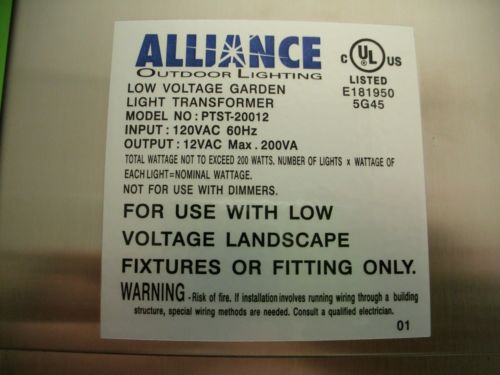 ALLIANCE
OUTDOOR LIGHTING
C UL US
LISTED
E181950
5G45
LOW VOLTAGE GARDEN
LIGHT TRANSFORMER
MODEL NO: PTST-20012
INPUT: 120VAC 60Hz
OUTPUT: 12VAC Max. 200VA
TOTAL WATTAGE NOT TO EXCEED 200 WATTS. NUMBER OF LIGHTS x WATTAGE OF
EACH LIGHT=NOMINAL WATTAGE.
NOT FOR USE WITH DIMMERS.
FOR USE WITH LOW
VOLTAGE LANDSCAPE
FIXTURES OR FITTING ONLY.
WARNING - Risk of fire. If installation involves running wiring through a building
structure, special wiring methods are needed. Consult a qualified electrician.
01